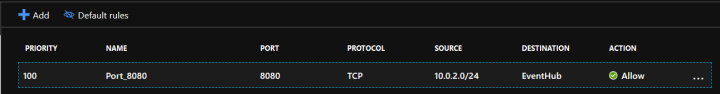 Add Default rules
PRIORITY NAME PORT PROTOCOL SOURCE DESTINATION ACTION
100 Port_8080 8080 TCP 10.0.2.0/24 EventHub Allow ...